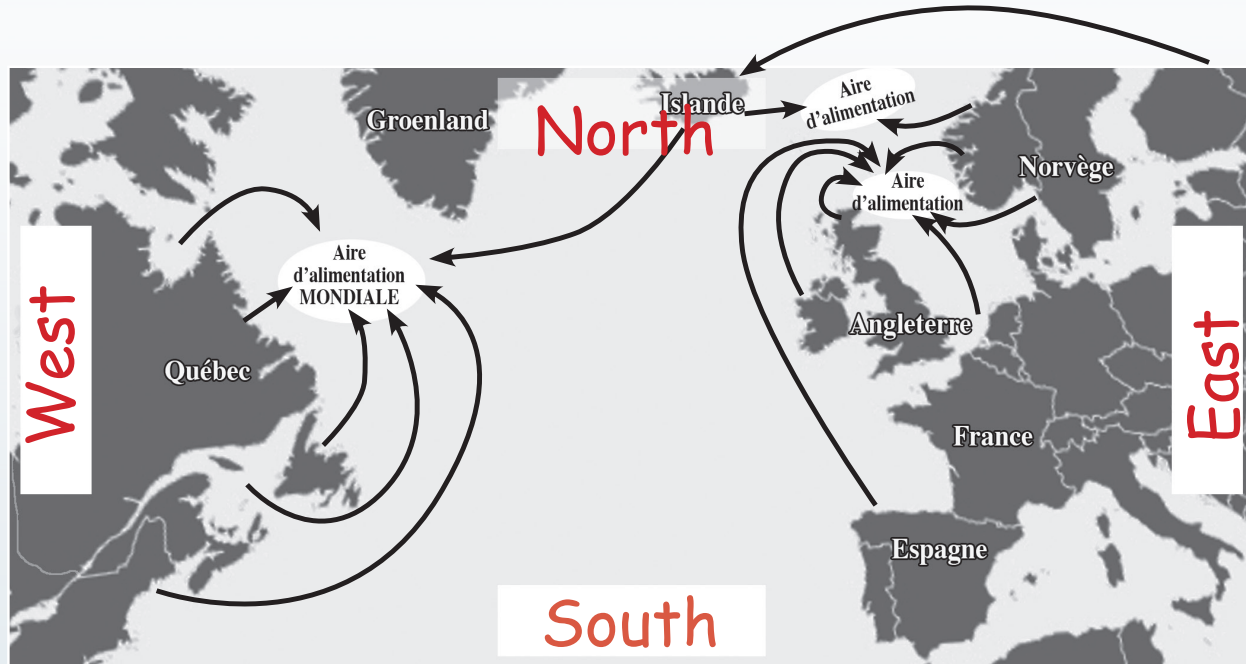 Groenland
Islande
North
Aire
d'alimentation
Norvège
Aire
d'alimentation
Aire
d'alimentation
MONDIALE
West
Québec
Angleterre
East
France
Espagne
South